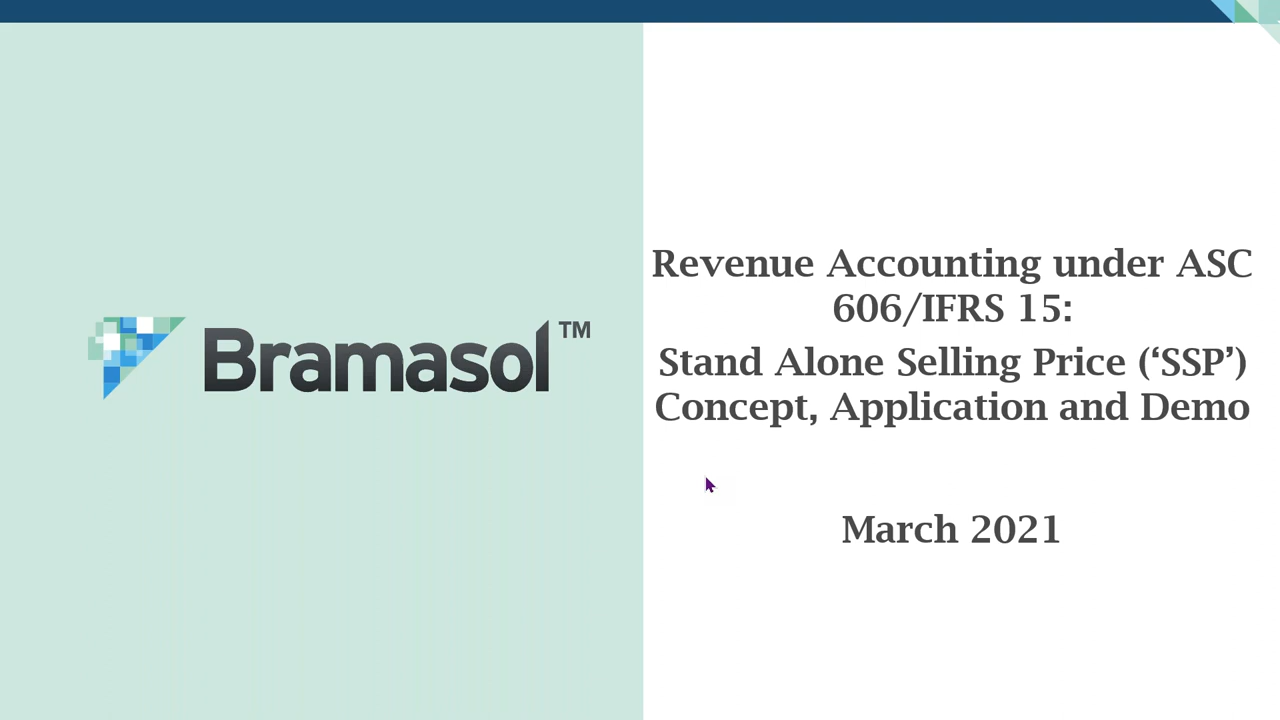 Bramasol™
Revenue Accounting under ASC
606/IFRS 15:
Stand Alone Selling Price (‘SSP’)
Concept, Application and Demo
March 2021